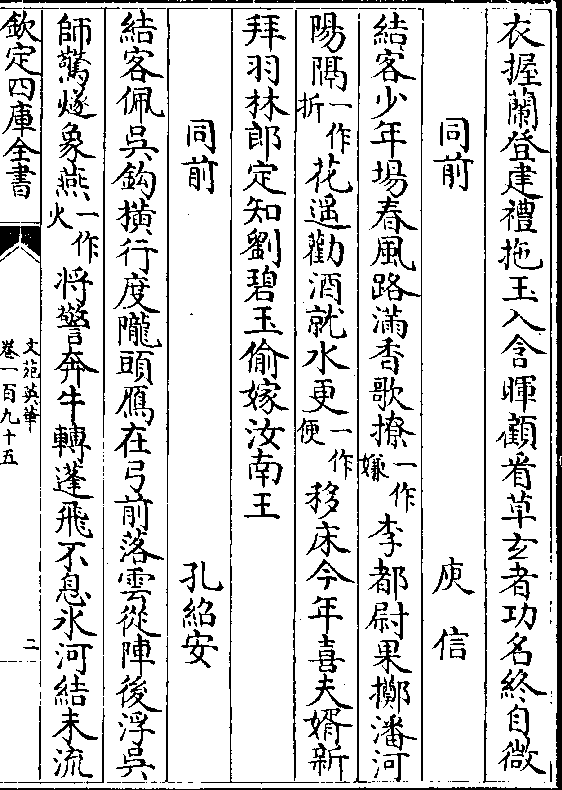 衣握蘭登建禮拖玉入含暉顧看草玄者功名終自微
同前 庾信
結客少年場春風路滿香歌撩一作嫌李都尉果擲潘河
陽隔一作折花遥勸酒就水更一作便移床今年喜夫婿新
拜羽林郎定知劉碧玉偷嫁汝南王
同前 孔紹安
結客佩吳鈎橫行度隴頭鴈在弓前落雲從陣後浮吳
師驚燧象燕一作火將警奔牛轉蓬飛不息氷河結未流
欽定四庫全書
文苑英華
卷一百九十五
二